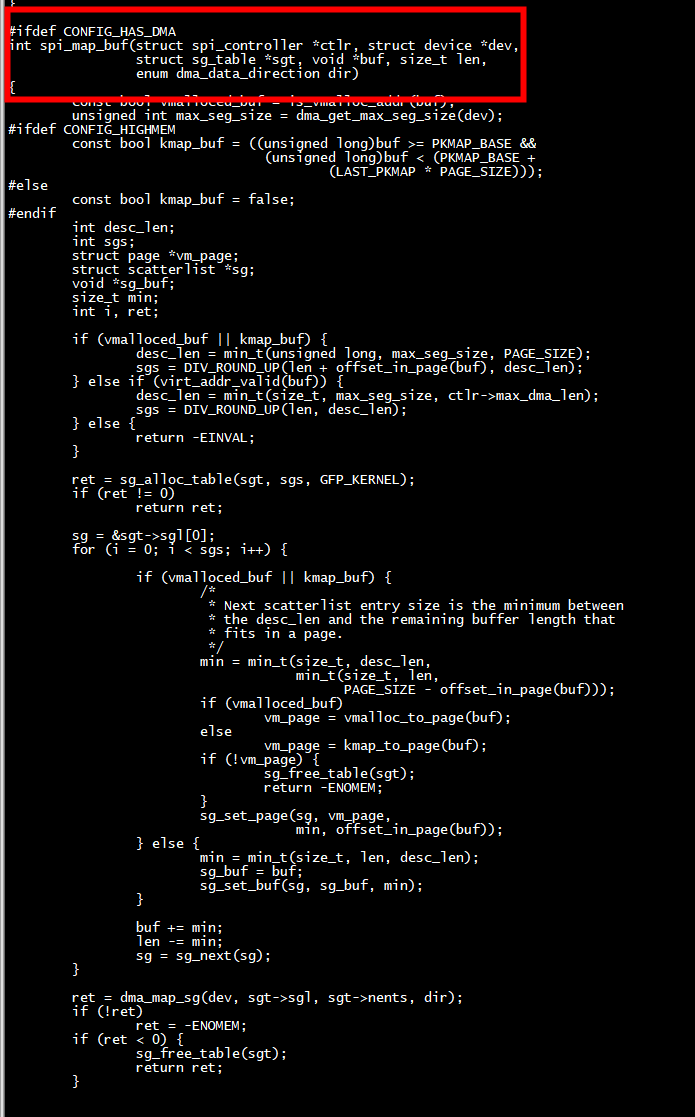 }
#ifdef CONFIG_HAS_DMA
int spi_map_buf(struct spi_controller *ctlr, struct device *dev,
                struct sg_table *sgt, void *buf, size_t len,
                enum dma_data_direction dir)
{
        const bool vmalloced_buf = is_vmalloc_addr(buf);
        unsigned int max_seg_size = dma_get_max_seg_size(dev);
#ifdef CONFIG_HIGHMEM
        const bool kmap_buf = ((unsigned long)buf >= PKMAP_BASE &&
                                (unsigned long)buf < (PKMAP_BASE +
                                        (LAST_PKMAP * PAGE_SIZE)));
#else
        const bool kmap_buf = false;
#endif
        int desc_len;
        int sgs;
        struct page *vm_page;
        struct scatterlist *sg;
        void *sg_buf;
        size_t min;
        int i, ret;

        if (vmalloced_buf || kmap_buf) {
                desc_len = min_t(unsigned long, max_seg_size, PAGE_SIZE);
                sgs = DIV_ROUND_UP(len + offset_in_page(buf), desc_len);
        } else if (virt_addr_valid(buf)) {
                desc_len = min_t(size_t, max_seg_size, ctlr->max_dma_len);
                sgs = DIV_ROUND_UP(len, desc_len);
        } else {
                return -EINVAL;
        }

        ret = sg_alloc_table(sgt, sgs, GFP_KERNEL);
        if (ret != 0)
                return ret;

        sg = &sgt->sgl[0];
        for (i = 0; i < sgs; i++) {

                if (vmalloced_buf || kmap_buf) {
                        /*
                         * Next scatterlist entry size is the minimum between
                         * the desc_len and the remaining buffer length that
                         * fits in a page.
                         */
                        min = min_t(size_t, desc_len,
                                    min_t(size_t, len,
                                          PAGE_SIZE - offset_in_page(buf)));
                        if (vmalloced_buf)
                                vm_page = vmalloc_to_page(buf);
                        else
                                vm_page = kmap_to_page(buf);
                        if (!vm_page) {
                                sg_free_table(sgt);
                                return -ENOMEM;
                        }
                        sg_set_page(sg, vm_page,
                                    min, offset_in_page(buf));
                } else {
                        min = min_t(size_t, len, desc_len);
                        sg_buf = buf;
                        sg_set_buf(sg, sg_buf, min);
                }

                buf += min;
                len -= min;
                sg = sg_next(sg);
        }

        ret = dma_map_sg(dev, sgt->sgl, sgt->nents, dir);
        if (!ret)
                ret = -ENOMEM;
        if (ret < 0) {
                sg_free_table(sgt);
                return ret;
        }